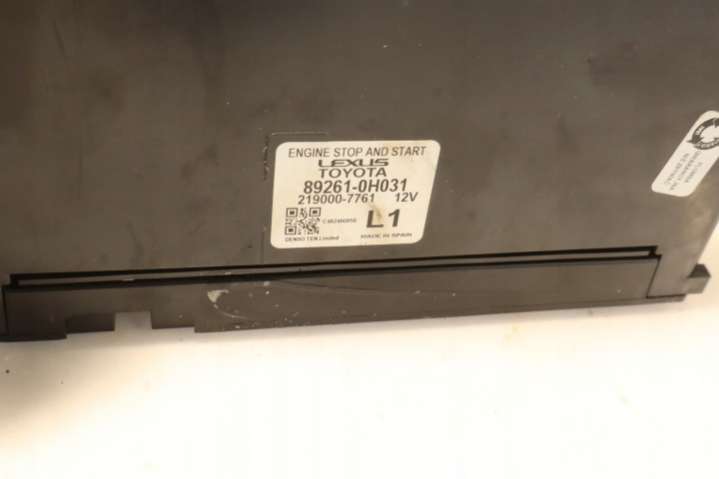 ENGINE STOP AND START
LEXUS
TOYOTA
89261-0H031
219000-7761 12V
L1
DENSO TEN Limited
MADE IN SPAIN